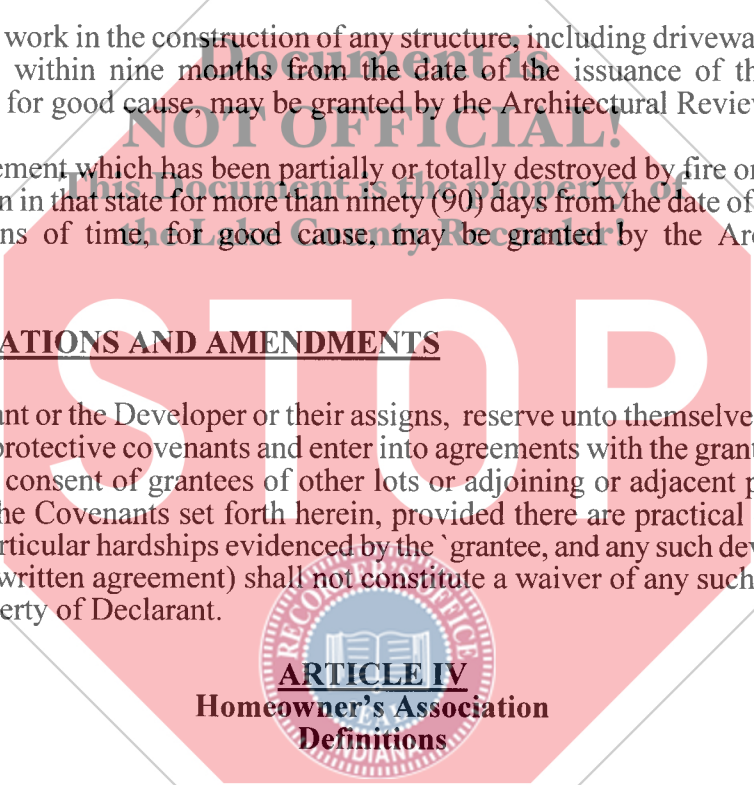 work in the construction of any structure, including drivewa
Document is
within nine months from the date of the issuance of th
for good cause, may be granted by the Architectural Revie
NOT OFFICIAL!
ement which has been partially or totally destroyed by fire or
This Document is the property of
n in that state for more than ninety (90) days from the date of
ns of time, for good cause, may be granted by the Arc
the Lake County Recorder!
STOP
ATIONS AND AMENDMENTS
ant or the Developer or their assigns, reserve unto themselve
protective covenants and enter into agreements with the grant
consent of grantees of other lots or adjoining or adjacent p
he Covenants set forth herein, provided there are practical
rticular hardships evidenced by the `grantee, and any such dev
written agreement) shall not constitute a waiver of any such
erty of Declarant.
RECORDER'S OFFICE
ARTICLE IV
Homeowner's Association
SEAL
Definitions
INDIANA